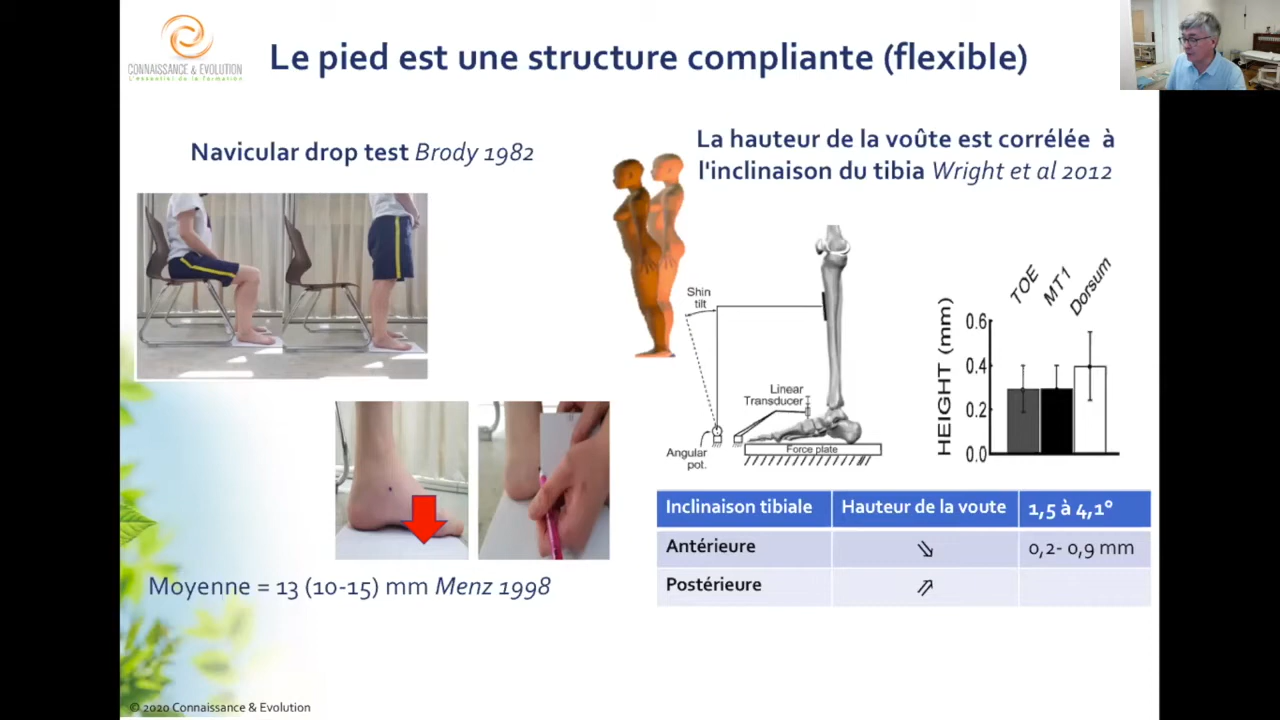 CONNAISSANCE & EVOLUTION
L'essentiel de la formation
Le pied est une structure compliante (flexible)
Navicular drop test Brody 1982
La hauteur de la voûte est corrélée à
l'inclinaison du tibia Wright et al 2012
Shin
tilt
Linear
Transducer
Angular
pot.
Force plate
TOE
MT1
Dorsum
HEIGHT (mm)
0.6
0.4
0.2
0.0
Inclinaison tibiale Hauteur de la voute 1,5 à 4,1°
Antérieure ⇘ 0,2- 0,9 mm
Postérieure ⇗
Moyenne = 13 (10-15) mm Menz 1998
© 2020 Connaissance & Evolution